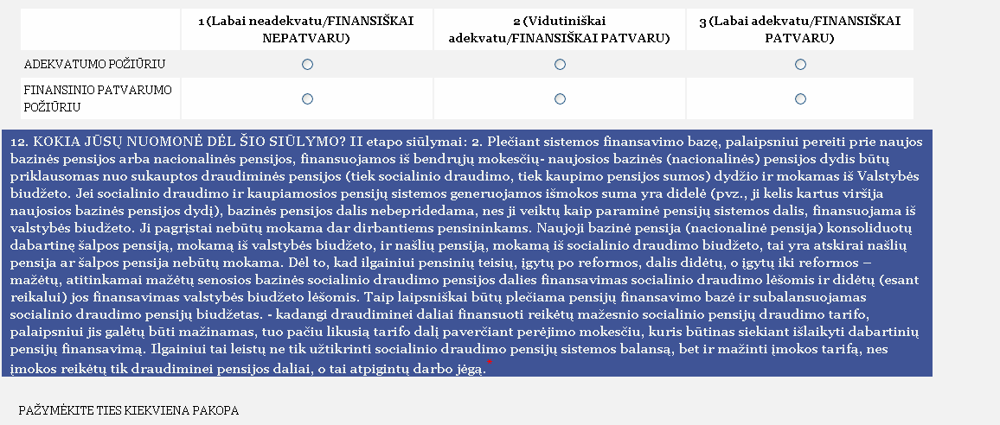 1 (Labai neadekvatu/FINANSIŠKAI NEPATVARU)
2 (Vidutiniškai adekvatu/FINANSIŠKAI PATVARU)
3 (Labai adekvatu/FINANSIŠKAI PATVARU)
ADEKVATUMO POŽIŪRIU
FINANSINIO PATVARUMO
POŽIŪRIU
12. KOKIA JŪSŲ NUOMONĖ DĖL ŠIO SIŪLYMO? II etapo siūlymai: 2. Plečiant sistemos finansavimo bazę, palaipsniui pereiti prie naujos
bazinės pensijos arba nacionalinės pensijos, finansuojamos iš bendrųjų mokesčių- naujosios bazinės (nacionalinės) pensijos dydis būtų
priklausomas nuo sukauptos draudiminės pensijos (tiek socialinio draudimo, tiek kaupimo pensijos sumos) dydžio ir mokamas iš Valstybės
biudžeto. Jei socialinio draudimo ir kaupiamosios pensijų sistemos generuojamos išmokos suma yra didelė (pvz., ji kelis kartus viršija
naujosios bazinės pensijos dydį), bazinės pensijos dalis nebepridedama, nes ji veiktų kaip paraminė pensijų sistemos dalis, finansuojama iš
valstybės biudžeto. Ji pagrįstai nebūtų mokama dar dirbantiems pensininkams. Naujoji bazinė pensija (nacionalinė pensija) konsoliduotų
dabartinę šalpos pensiją, mokamą iš valstybės biudžeto, ir našlių pensiją, mokamą iš socialinio draudimo biudžeto, tai yra atskirai našlių
pensija ar šalpos pensija nebūtų mokama. Dėl to, kad ilgainiui pensinių teisių, įgytų po reformos, dalis didėtų, o įgytų iki reformos –
mažėtų, atitinkamai mažėtų senosios bazinės socialinio draudimo pensijos dalies finansavimas socialinio draudimo lėšomis ir didėtų (esant
reikalui) jos finansavimas valstybės biudžeto lėšomis. Taip laipsniškai būtų plečiama pensijų finansavimo bazė ir subalansuojamas
socialinio draudimo pensijų biudžetas. - kadangi draudiminei daliai finansuoti reikėtų mažesnio socialinio pensijų draudimo tarifo,
palaipsniui jis galėtų būti mažinamas, tuo pačiu likusią tarifo dalį paverčiant perėjimo mokesčiu, kuris būtinas siekiant išlaikyti dabartinių
pensijų finansavimą. Ilgainiui tai leistų ne tik užtikrinti socialinio draudimo pensijų sistemos balansą, bet ir mažinti įmokos tarifą, nes
įmokos reikėtų tik draudiminei pensijos daliai, o tai atpigintų darbo jėgą.
PAŽYMĖKITE TIES KIEKVIENA PAKOPA